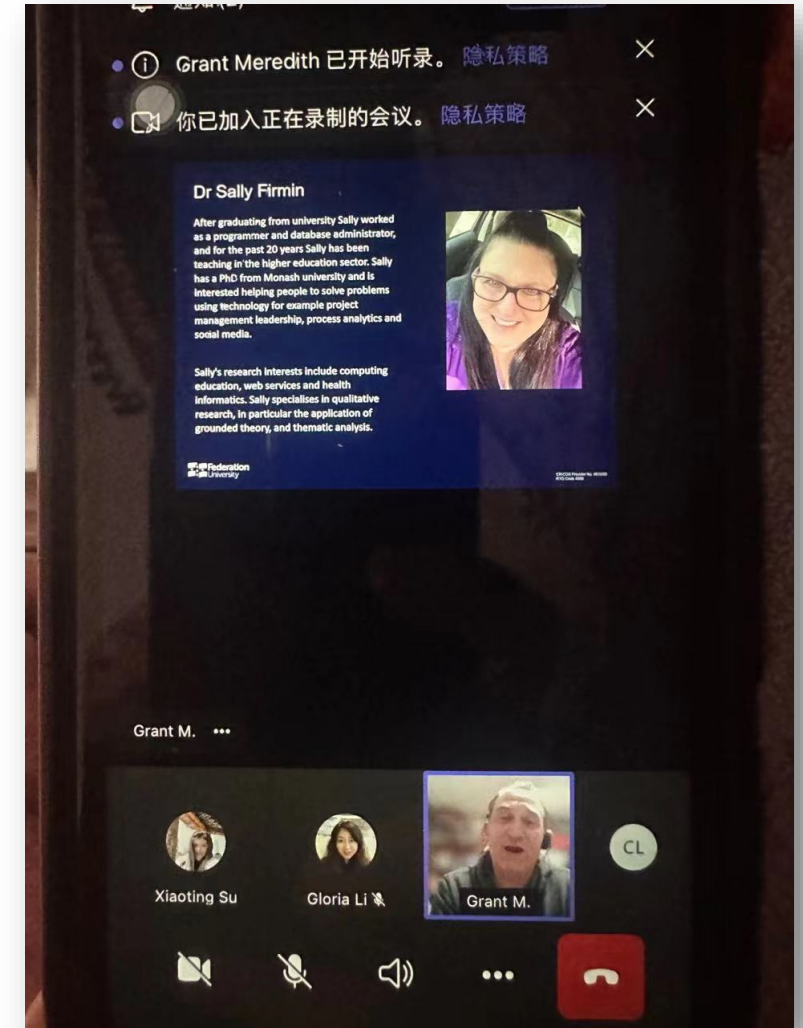 Grant Meredith 已开始听录。 隐私策略
你已加入正在录制的会议。 隐私策略
Dr Sally Firmin
After graduating from university Sally worked
as a programmer and database administrator,
and for the past 20 years Sally has been
teaching in the higher education sector. Sally
has a PhD from Monash university and is
interested helping people to solve problems
using technology for example project
management leadership, process analytics and
social media.
Sally's research interests include computing
education, web services and health
informatics. Sally specialises in qualitative
research, in particular the application of
grounded theory, and thematic analysis.
Federation
University
CRICOS Provider No.
Grant M.
CL
Xiaoting Su
Gloria Li
Grant M.